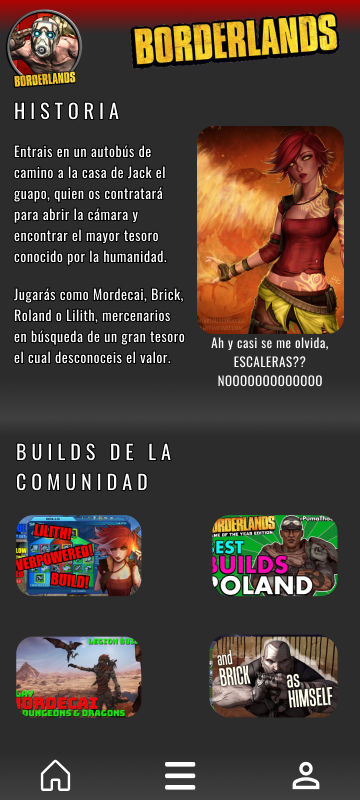 BORDERLANDS
BORDERLANDS
HISTORIA
Entrais en un autobús de
camino a la casa de Jack el
guapo, quien os contratará
para abrir la cámara y
encontrar el mayor tesoro
conocido por la humanidad.
Jugarás como Mordecai, Brick,
Roland o Lilith, mercenarios
en búsqueda de un gran tesoro
el cual desconoceis el valor.
Ah y casi se me olvida,
ESCALERAS??
NOOOOOOOOOOOOO
BUILDS DE LA
COMUNIDAD
LILITH!
VERPOWERED!
BUILD!
BORDERLANDS
GAME OF THE YEAR EDITION
EST
BUILDS
ROLAND
LEGION BUI
MORDECAI
DUNGEONS & DRAGONS
and
BRICK as
HIMSELF